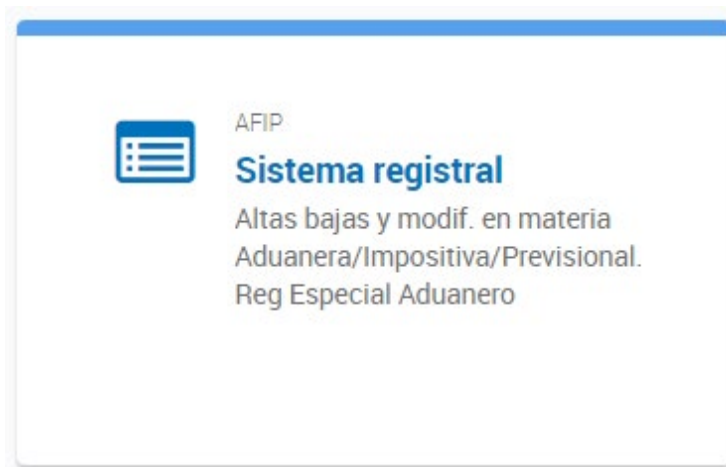 AFIP
Sistema registral
Altas bajas y modif. en materia
Aduanera/Impositiva/Previsional.
Reg Especial Aduanero